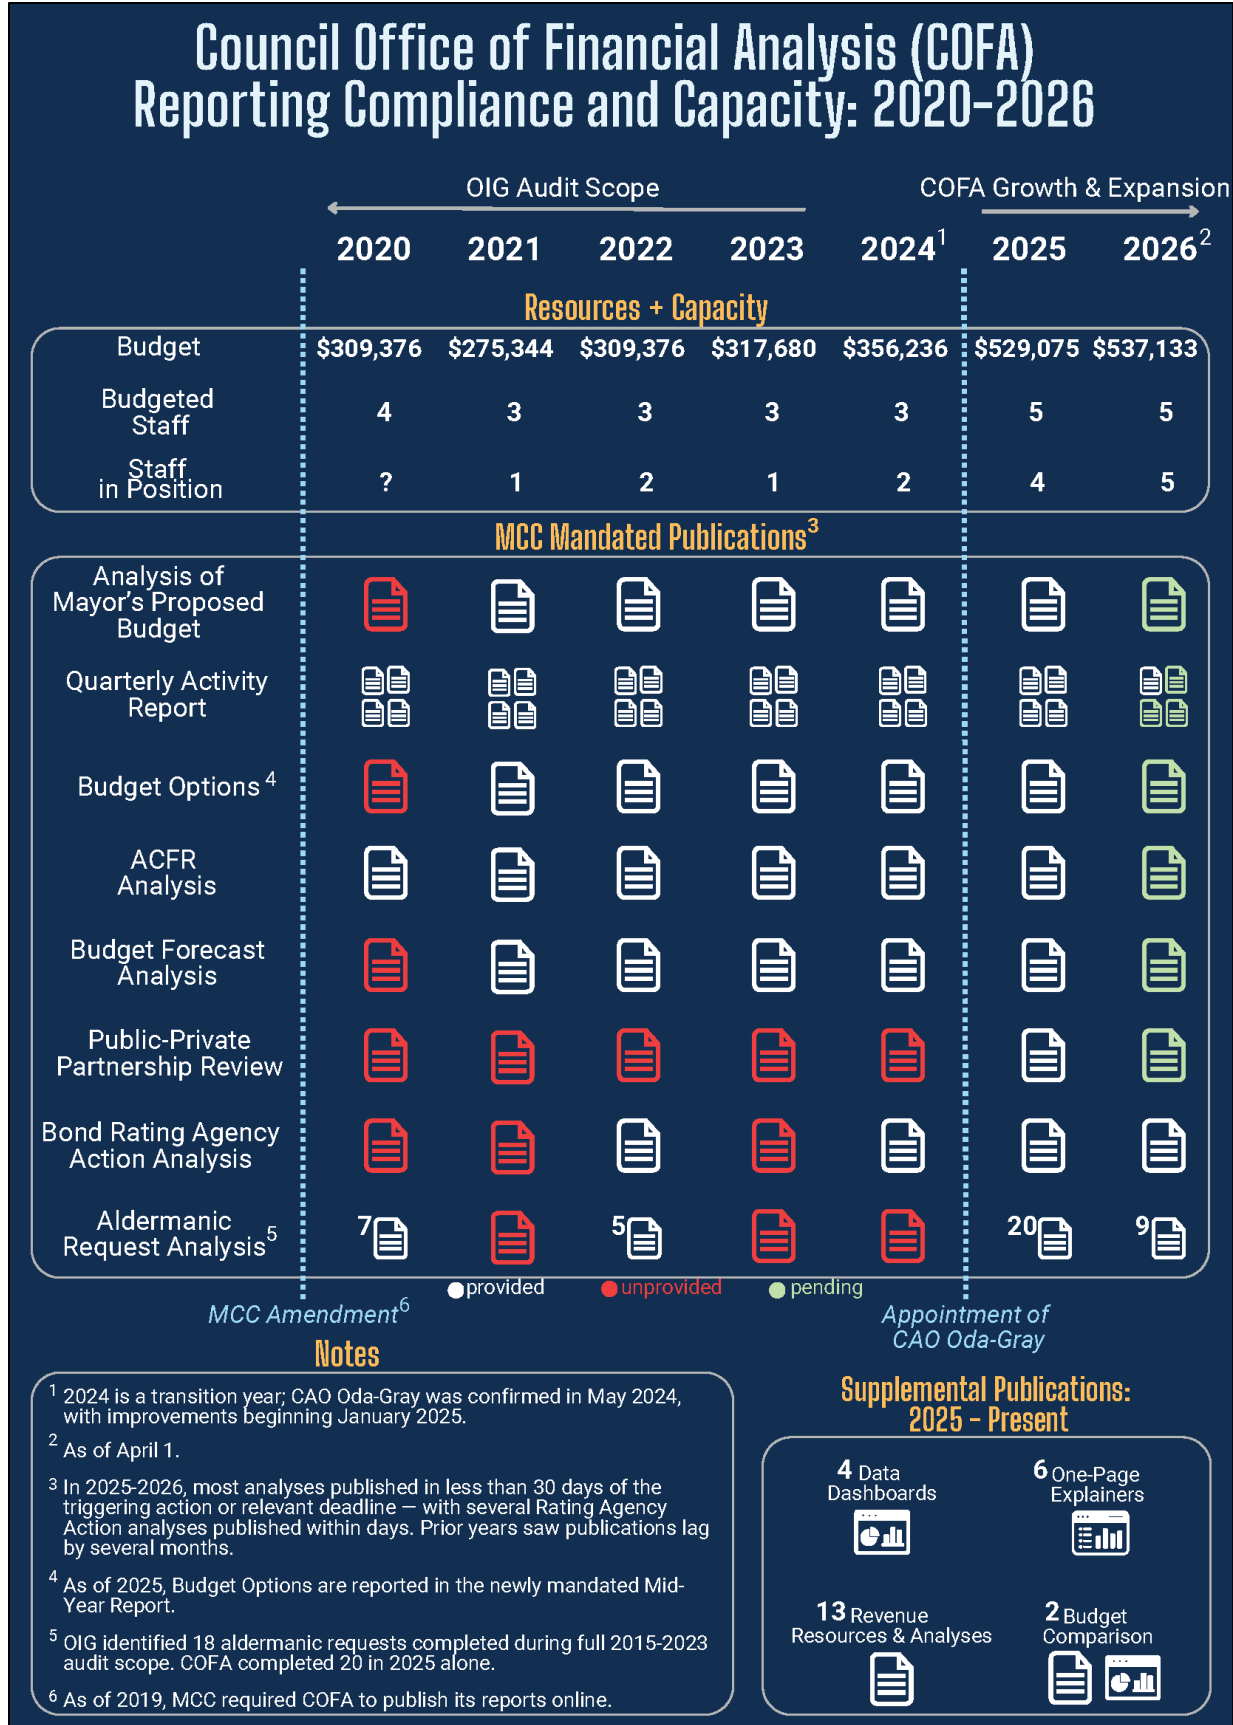 Council Office of Financial Analysis (COFA)
Reporting Compliance and Capacity: 2020-2026
OIG Audit Scope
COFA Growth & Expansion
2020 2021 2022 2023 2024¹ 2025 2026²
Resources + Capacity
Budget $309,376 $275,344 $309,376 $317,680 $356,236 $529,075 $537,133
Budgeted
Staff
4 3 3 3 3 5 5
Staff
in Position
? 1 2 1 2 4 5
MCC Mandated Publications³
Analysis of
Mayor's Proposed
Budget
Quarterly Activity
Report
Budget Options⁴
ACFR
Analysis
Budget Forecast
Analysis
Public-Private
Partnership Review
Bond Rating Agency
Action Analysis
Aldermanic
Request Analysis⁵
7 5 20 9
provided unprovided pending
MCC Amendment⁶
Appointment of
CAO Oda-Gray
Notes
¹ 2024 is a transition year; CAO Oda-Gray was confirmed in May 2024,
with improvements beginning January 2025.
² As of April 1.
³ In 2025-2026, most analyses published in less than 30 days of the
triggering action or relevant deadline — with several Rating Agency
Action analyses published within days. Prior years saw publications lag
by several months.
⁴ As of 2025, Budget Options are reported in the newly mandated Mid-
Year Report.
⁵ OIG identified 18 aldermanic requests completed during full 2015-2023
audit scope. COFA completed 20 in 2025 alone.
⁶ As of 2019, MCC required COFA to publish its reports online.
Supplemental Publications:
2025 - Present
4 Data
Dashboards
6 One-Page
Explainers
13 Revenue
Resources & Analyses
2 Budget
Comparison